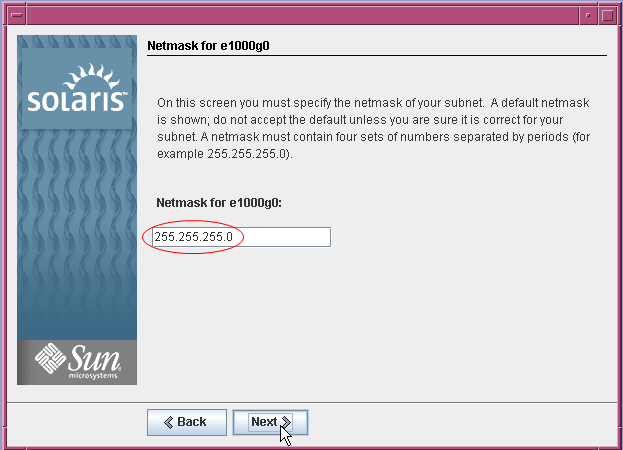 Netmask for e1000g0
solaris™
On this screen you must specify the netmask of your subnet. A default netmask
is shown; do not accept the default unless you are sure it is correct for your
subnet. A netmask must contain four sets of numbers separated by periods (for
example 255.255.255.0).
Netmask for e1000g0:
255.255.255.0
Sun
microsystems
Back
Next